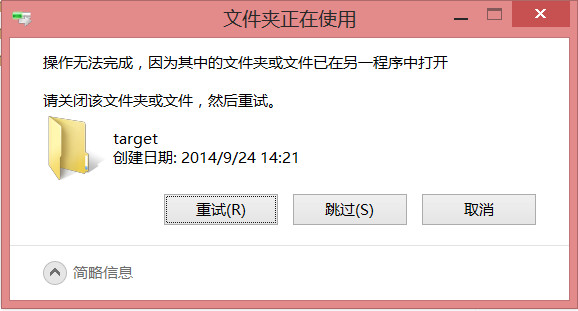 文件夹正在使用
操作无法完成，因为其中的文件夹或文件已在另一程序中打开
请关闭该文件夹或文件，然后重试。
target
创建日期: 2014/9/24 14:21
重试(R) 跳过(S) 取消
简略信息